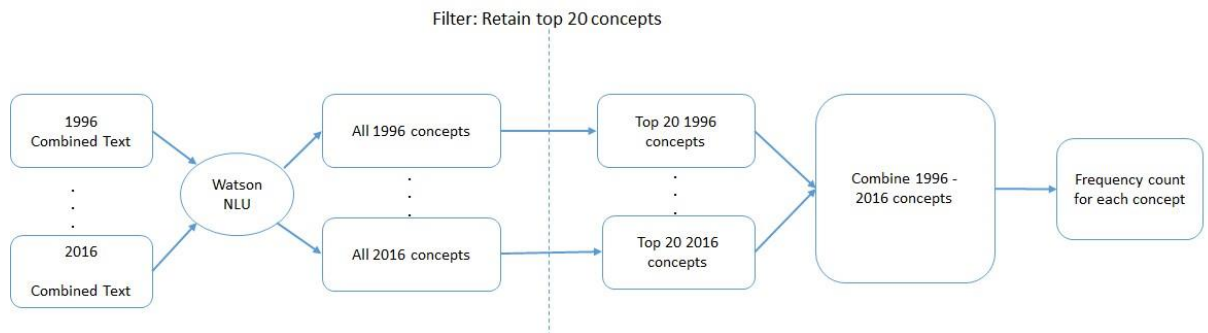 Filter: Retain top 20 concepts
1996
Combined Text
.
.
.
2016
Combined Text
Watson
NLU
All 1996 concepts
.
.
.
All 2016 concepts
Top 20 1996
concepts
.
.
.
Top 20 2016
concepts
Combine 1996 -
2016 concepts
Frequency count
for each concept